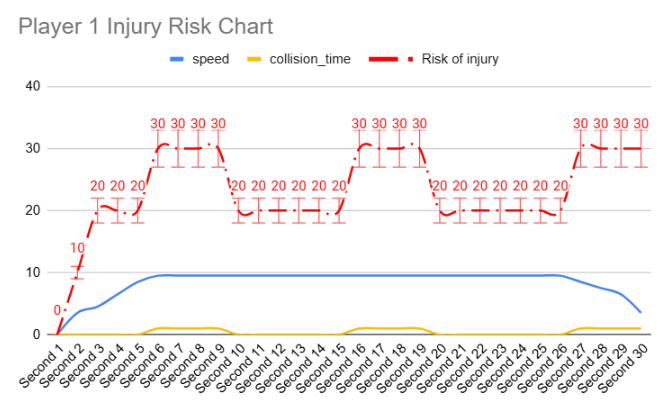 Player 1 Injury Risk Chart
speed collision_time Risk of injury
40
30
20
10
0
0
10
20 20 20
30 30 30 30
20 20 20 20 20 20
30 30 30 30
20 20 20 20 20 20 20
30 30 30 30
Second 1 Second 2 Second 3 Second 4 Second 5 Second 6 Second 7 Second 8 Second 9 Second 10 Second 11 Second 12 Second 13 Second 14 Second 15 Second 16 Second 17 Second 18 Second 19 Second 20 Second 21 Second 22 Second 23 Second 24 Second 25 Second 26 Second 27 Second 28 Second 29 Second 30